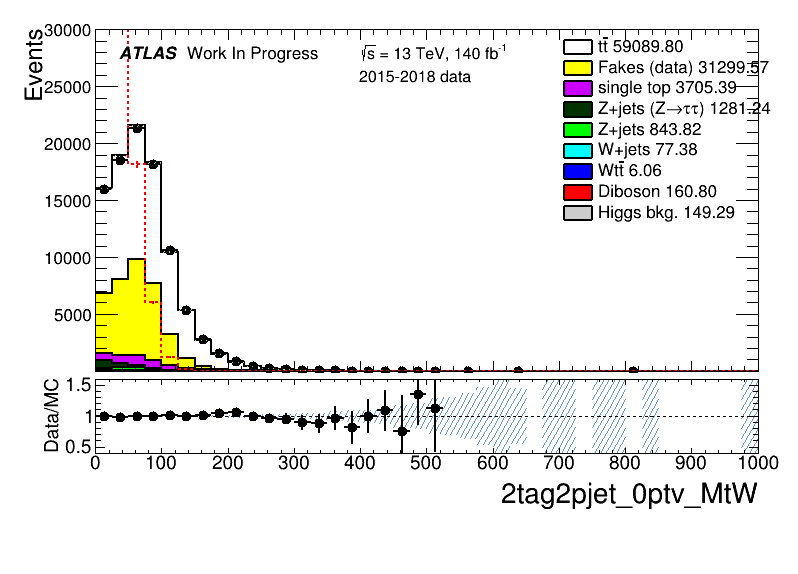 Events
30000
25000
20000
15000
10000
5000
ATLAS Work In Progress
√s = 13 TeV, 140 fb⁻¹
2015-2018 data
tt̄ 59089.80
Fakes (data) 31299.57
single top 3705.39
Z+jets (Z→ττ) 1281.24
Z+jets 843.82
W+jets 77.38
Wtt̄ 6.06
Diboson 160.80
Higgs bkg. 149.29
Data/MC
1.5
1
0.5
0 100 200 300 400 500 600 700 800 900 1000
2tag2pjet_0ptv_MtW